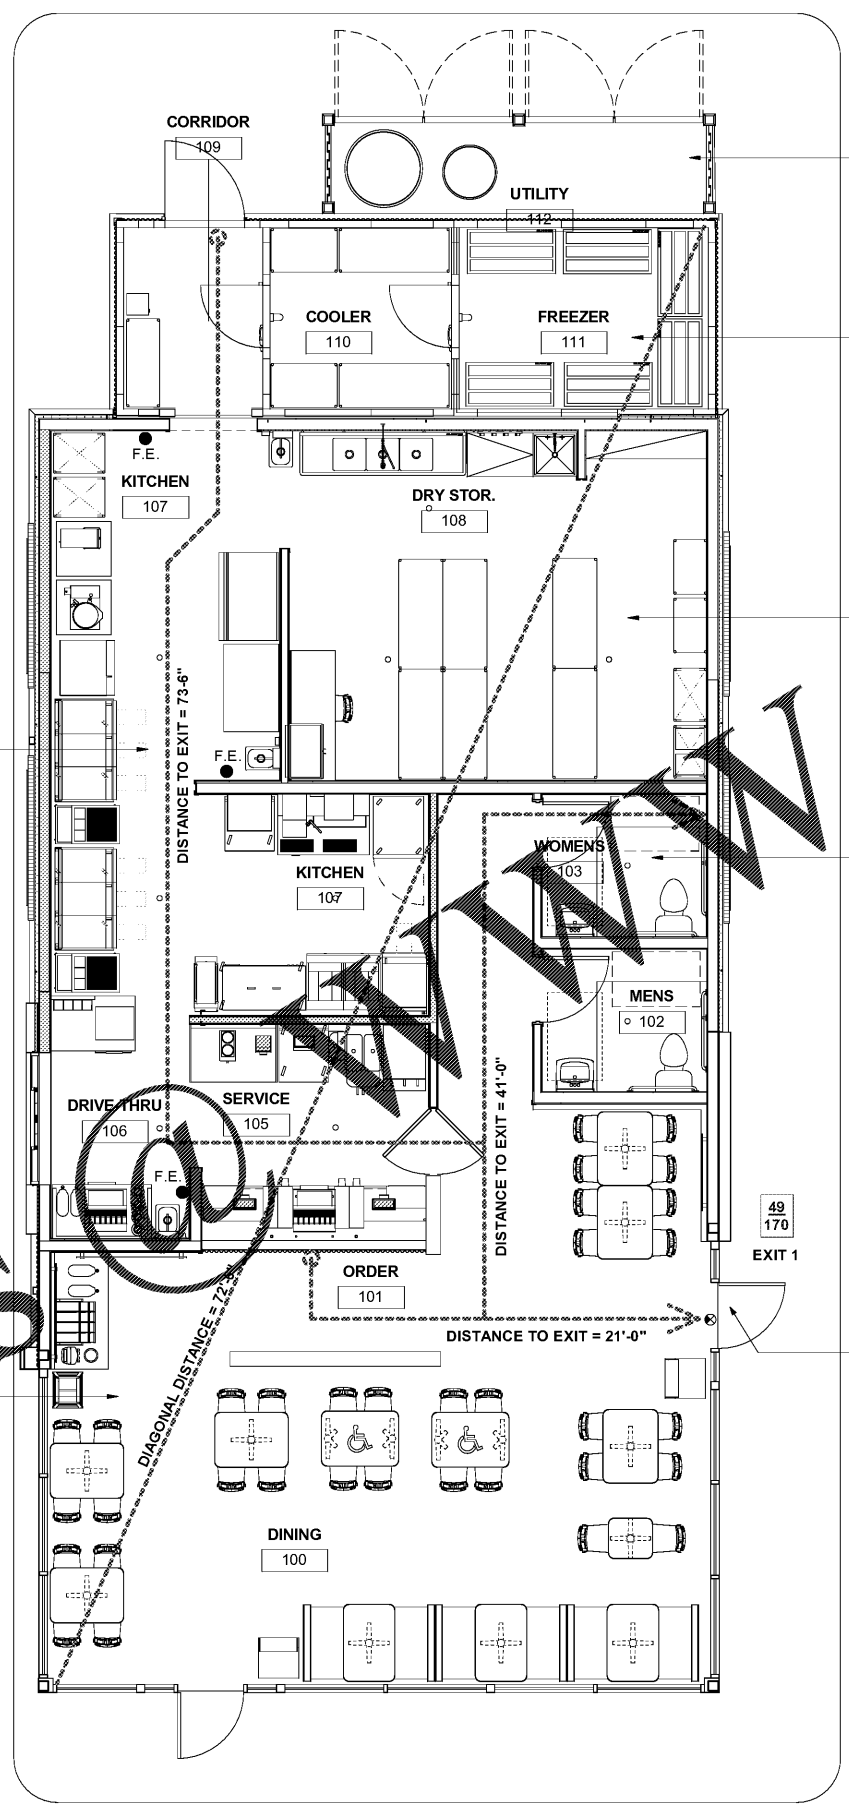 CORRIDOR
109
UTILITY
112
COOLER
110
FREEZER
111
F.E.
KITCHEN
107
DRY STOR.
108
DISTANCE TO EXIT = 73-6"
F.E.
KITCHEN
107
WOMENS
103
MENS
102
DISTANCE TO EXIT = 41'-0"
SERVICE
105
DRIVE-THRU
106
F.E.
@
WWW
49
170
EXIT 1
ORDER
101
DISTANCE TO EXIT = 21'-0"
DIAGONAL DISTANCE = 72'-6"
DINING
100